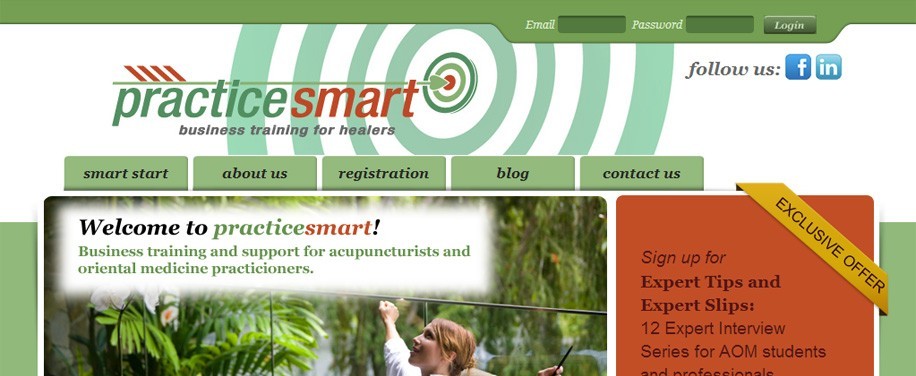 Email Password Login
follow us:
practicesmart
business training for healers
smart start about us registration blog contact us
Welcome to practicesmart!
Business training and support for acupuncturists and
oriental medicine practicioners.
EXCLUSIVE OFFER
Sign up for
Expert Tips and
Expert Slips:
12 Expert Interview
Series for AOM students
and professionals